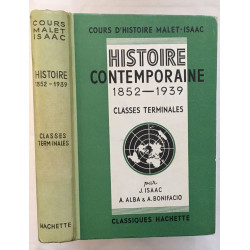 COURS
MALET
ISAAC
HISTOIRE
1852-1939
CLASSES
TERMINALES
HACHETTE
COURS D'HISTOIRE MALET-ISAAC
HISTOIRE
CONTEMPORAINE
1852—1939
CLASSES TERMINALES
par
J. ISAAC
A. ALBA & A. BONIFACIO
CLASSIQUES HACHETTE